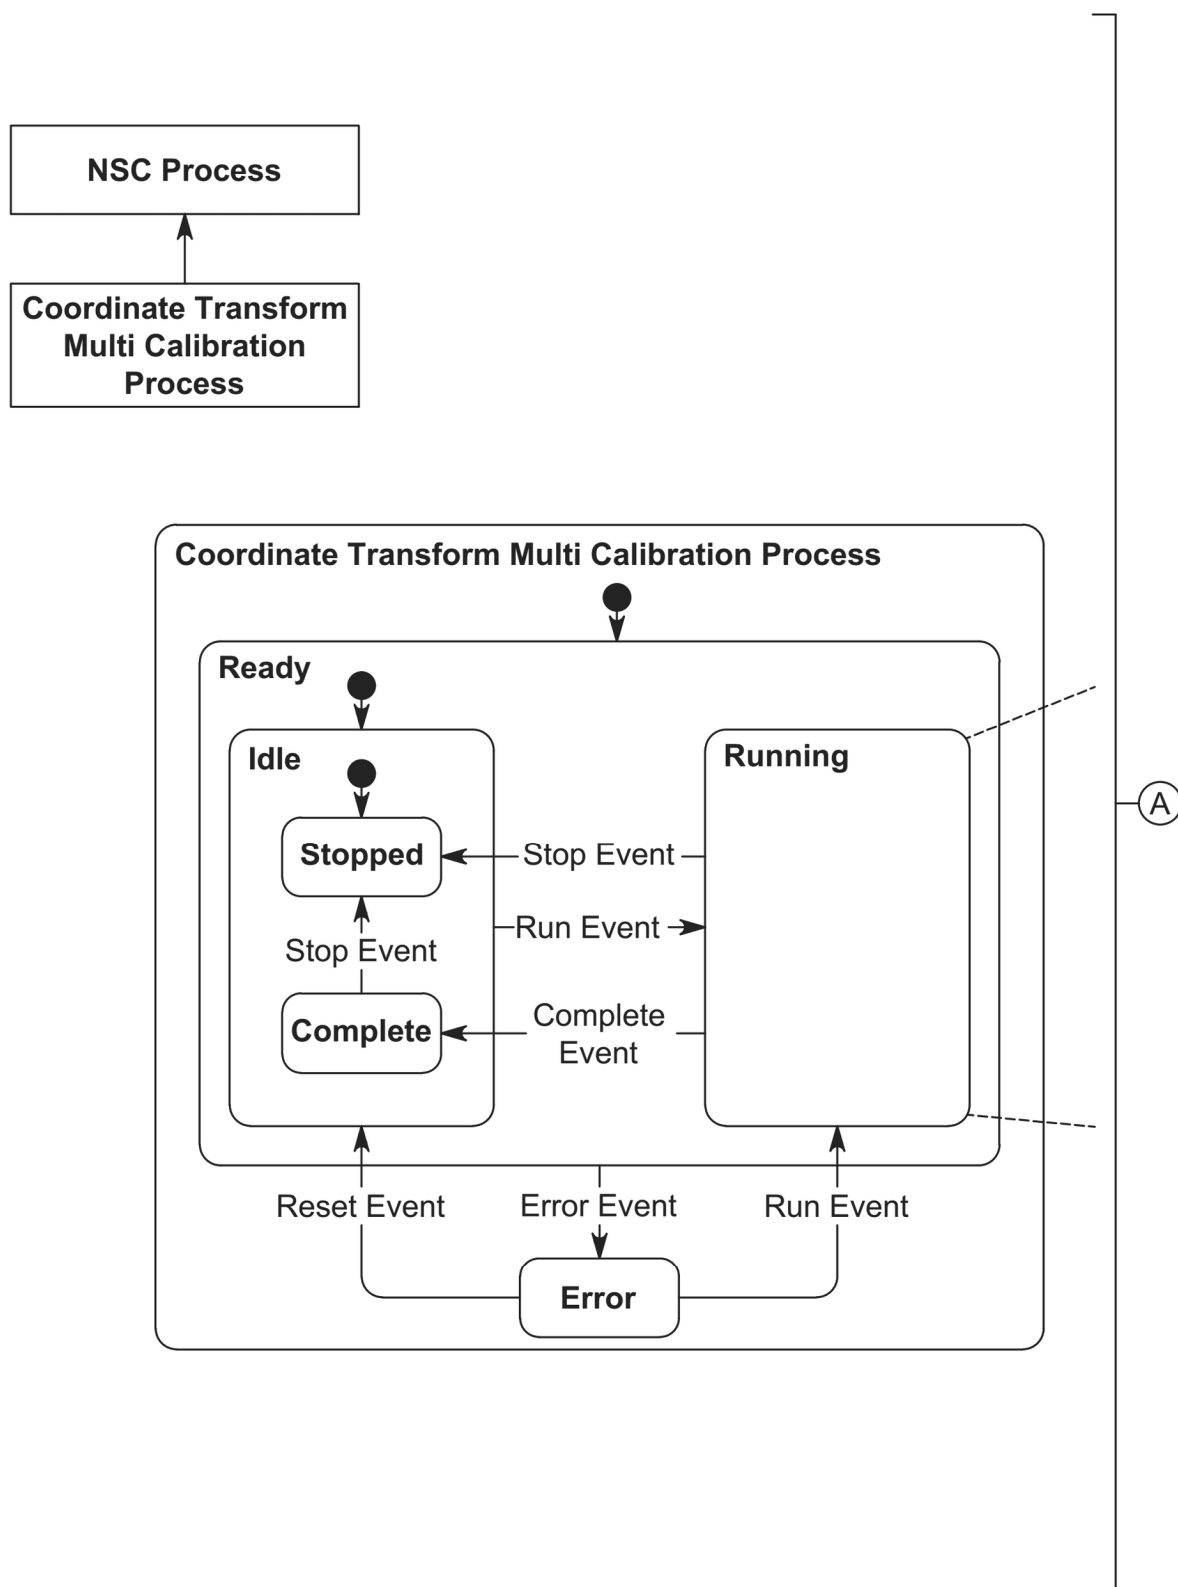 NSC Process
Coordinate Transform
Multi Calibration
Process
Coordinate Transform Multi Calibration Process
Ready
Idle
Running
A
Stopped
Stop Event
Run Event
Stop Event
Complete
Complete
Event
Reset Event
Error Event
Run Event
Error